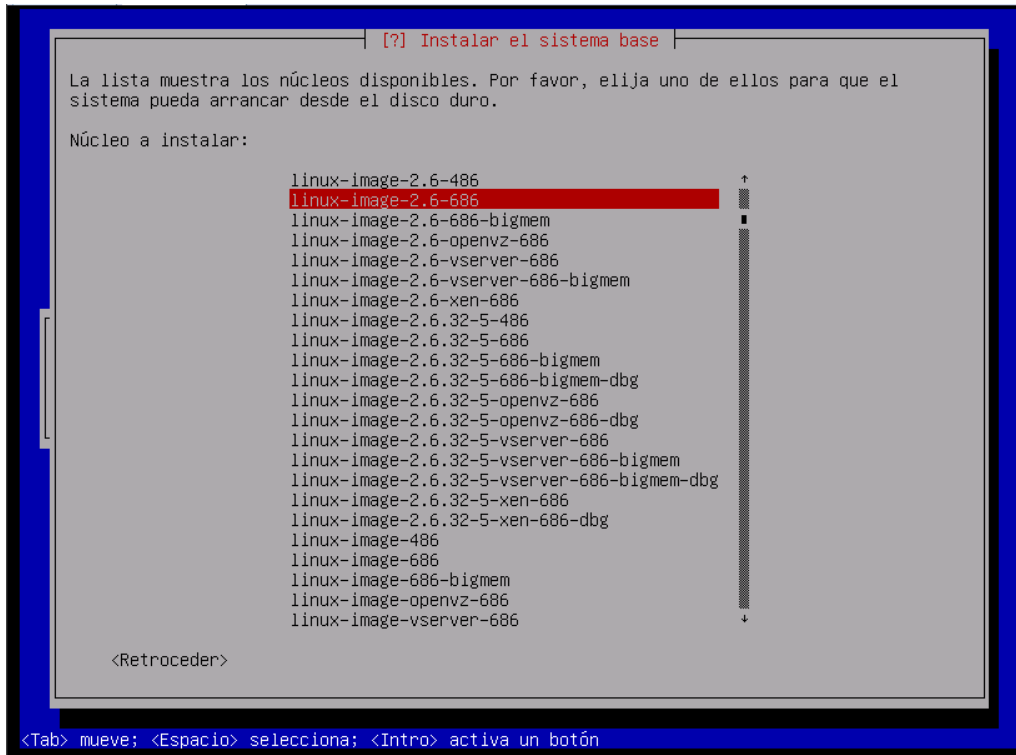 [?] Instalar el sistema base
La lista muestra los núcleos disponibles. Por favor, elija uno de ellos para que el
sistema pueda arrancar desde el disco duro.
Núcleo a instalar:
linux-image-2.6-486
linux-image-2.6-686
linux-image-2.6-686-bigmem
linux-image-2.6-openvz-686
linux-image-2.6-vserver-686
linux-image-2.6-vserver-686-bigmem
linux-image-2.6-xen-686
linux-image-2.6.32-5-486
linux-image-2.6.32-5-686
linux-image-2.6.32-5-686-bigmem
linux-image-2.6.32-5-686-bigmem-dbg
linux-image-2.6.32-5-openvz-686
linux-image-2.6.32-5-openvz-686-dbg
linux-image-2.6.32-5-vserver-686
linux-image-2.6.32-5-vserver-686-bigmem
linux-image-2.6.32-5-vserver-686-bigmem-dbg
linux-image-2.6.32-5-xen-686
linux-image-2.6.32-5-xen-686-dbg
linux-image-486
linux-image-686
linux-image-686-bigmem
linux-image-openvz-686
linux-image-vserver-686
<Retroceder>
<Tab> mueve; <Espacio> selecciona; <Intro> activa un botón